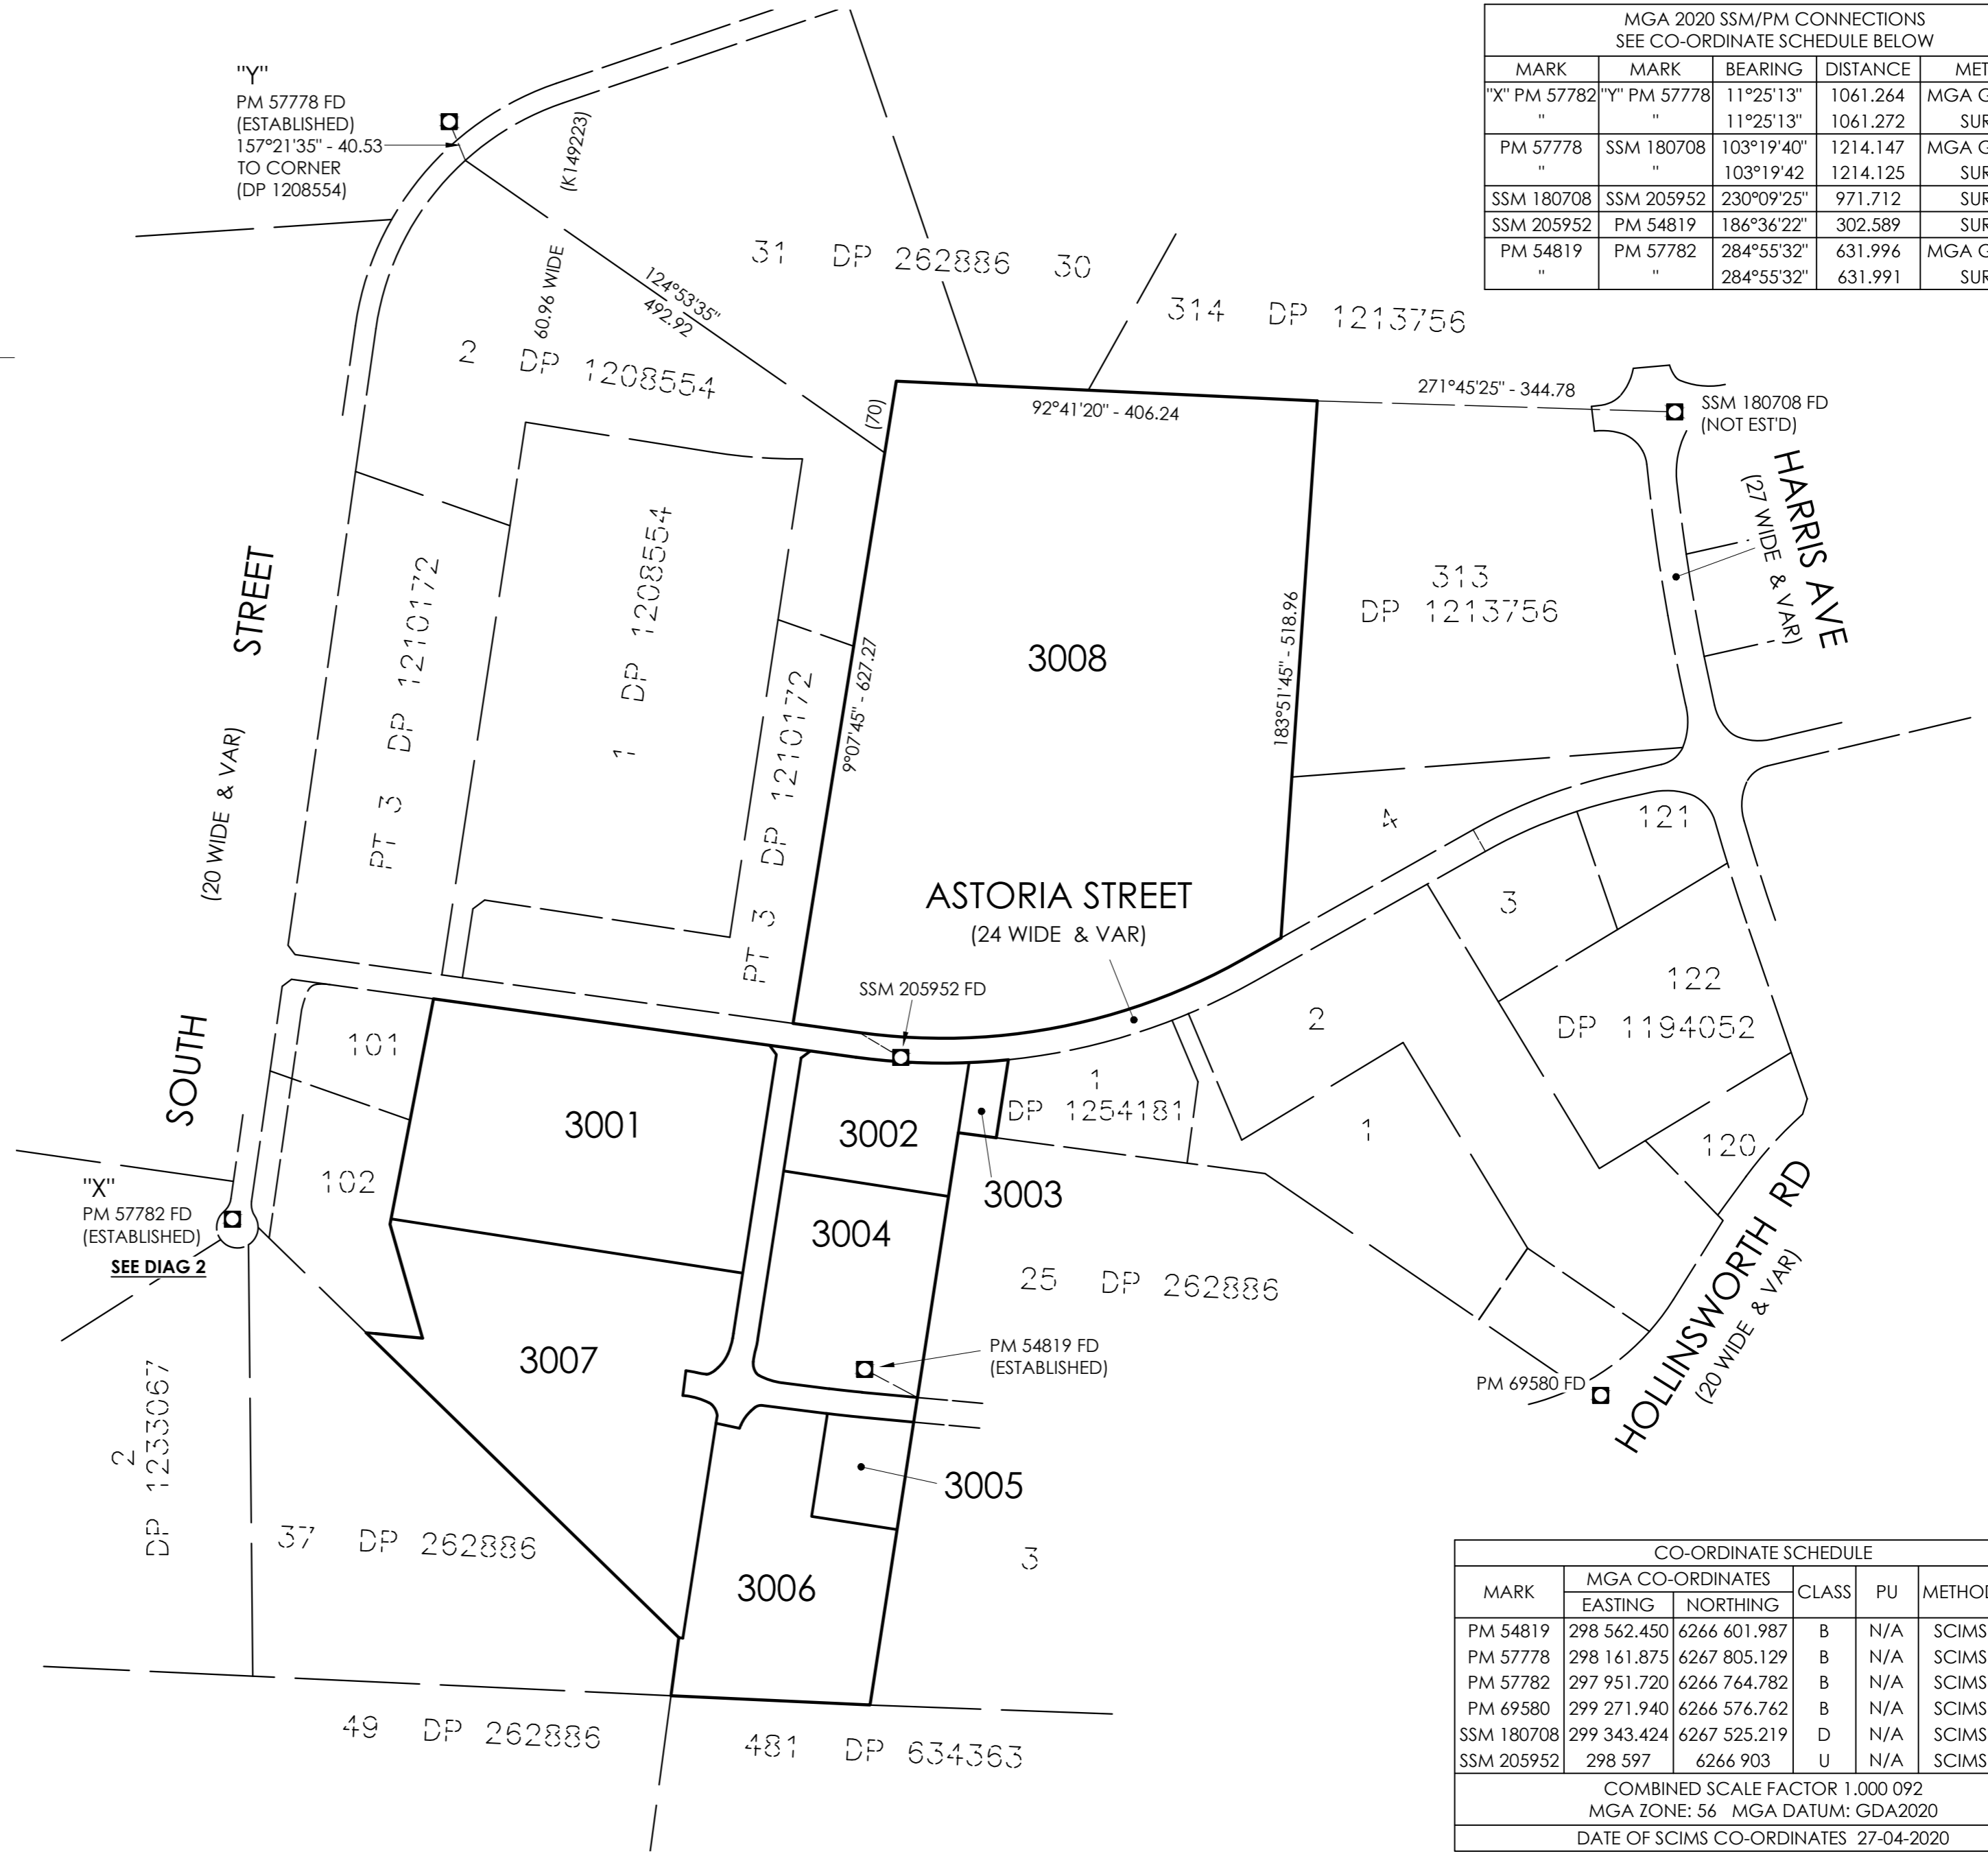 MGA 2020 SSM/PM CONNECTIONS
SEE CO-ORDINATE SCHEDULE BELOW
MARK MARK BEARING DISTANCE
"X" PM 57782 "Y" PM 57778 11°25'13" 1061.264 MGA
" " 11°25'13" 1061.272
PM 57778 SSM 180708 103°19'40" 1214.147 MGA
" " 103°19'42 1214.125
SSM 180708 SSM 205952 230°09'25" 971.712
SSM 205952 PM 54819 186°36'22" 302.589
PM 54819 PM 57782 284°55'32" 631.996 MGA
" " 284°55'32" 631.991
"Y"
PM 57778 FD
(ESTABLISHED)
157°21'35" - 40.53
TO CORNER
(DP 1208554)
(K149223)
60.96 WIDE
124°53'35"
492.92
31 DP 262886 30
314 DP 1213756
2 DP 1208554
(70)
92°41'20" - 406.24
271°45'25" - 344.78
SSM 180708 FD
(NOT EST'D)
HARRIS AVE
(27 WIDE & VAR)
STREET
(20 WIDE & VAR)
SOUTH
PT 3 DP 1210172
1 DP 1208554
PT 3 DP 1210172
9°07'45" - 627.27
3008
183°51'45" - 518.96
313
DP 1213756
4
121
3
122
DP 1194052
120
ASTORIA STREET
(24 WIDE & VAR)
SSM 205952 FD
101
102
3001
3002
3003
1
DP 1254181
2
1
"X"
PM 57782 FD
(ESTABLISHED)
SEE DIAG 2
3004
25 DP 262886
3007
PM 54819 FD
(ESTABLISHED)
PM 69580 FD
HOLLINSWORTH RD
(20 WIDE & VAR)
2
DP 1233067
37 DP 262886
3005
3
3006
49 DP 262886
481 DP 634363
CO-ORDINATE SCHEDULE
MARK MGA CO-ORDINATES CLASS PU METHOD
EASTING NORTHING
PM 54819 298 562.450 6266 601.987 B N/A SCIMS
PM 57778 298 161.875 6267 805.129 B N/A SCIMS
PM 57782 297 951.720 6266 764.782 B N/A SCIMS
PM 69580 299 271.940 6266 576.762 B N/A SCIMS
SSM 180708 299 343.424 6267 525.219 D N/A SCIMS
SSM 205952 298 597 6266 903 U N/A SCIMS
COMBINED SCALE FACTOR 1.000 092
MGA ZONE: 56 MGA DATUM: GDA2020
DATE OF SCIMS CO-ORDINATES 27-04-2020